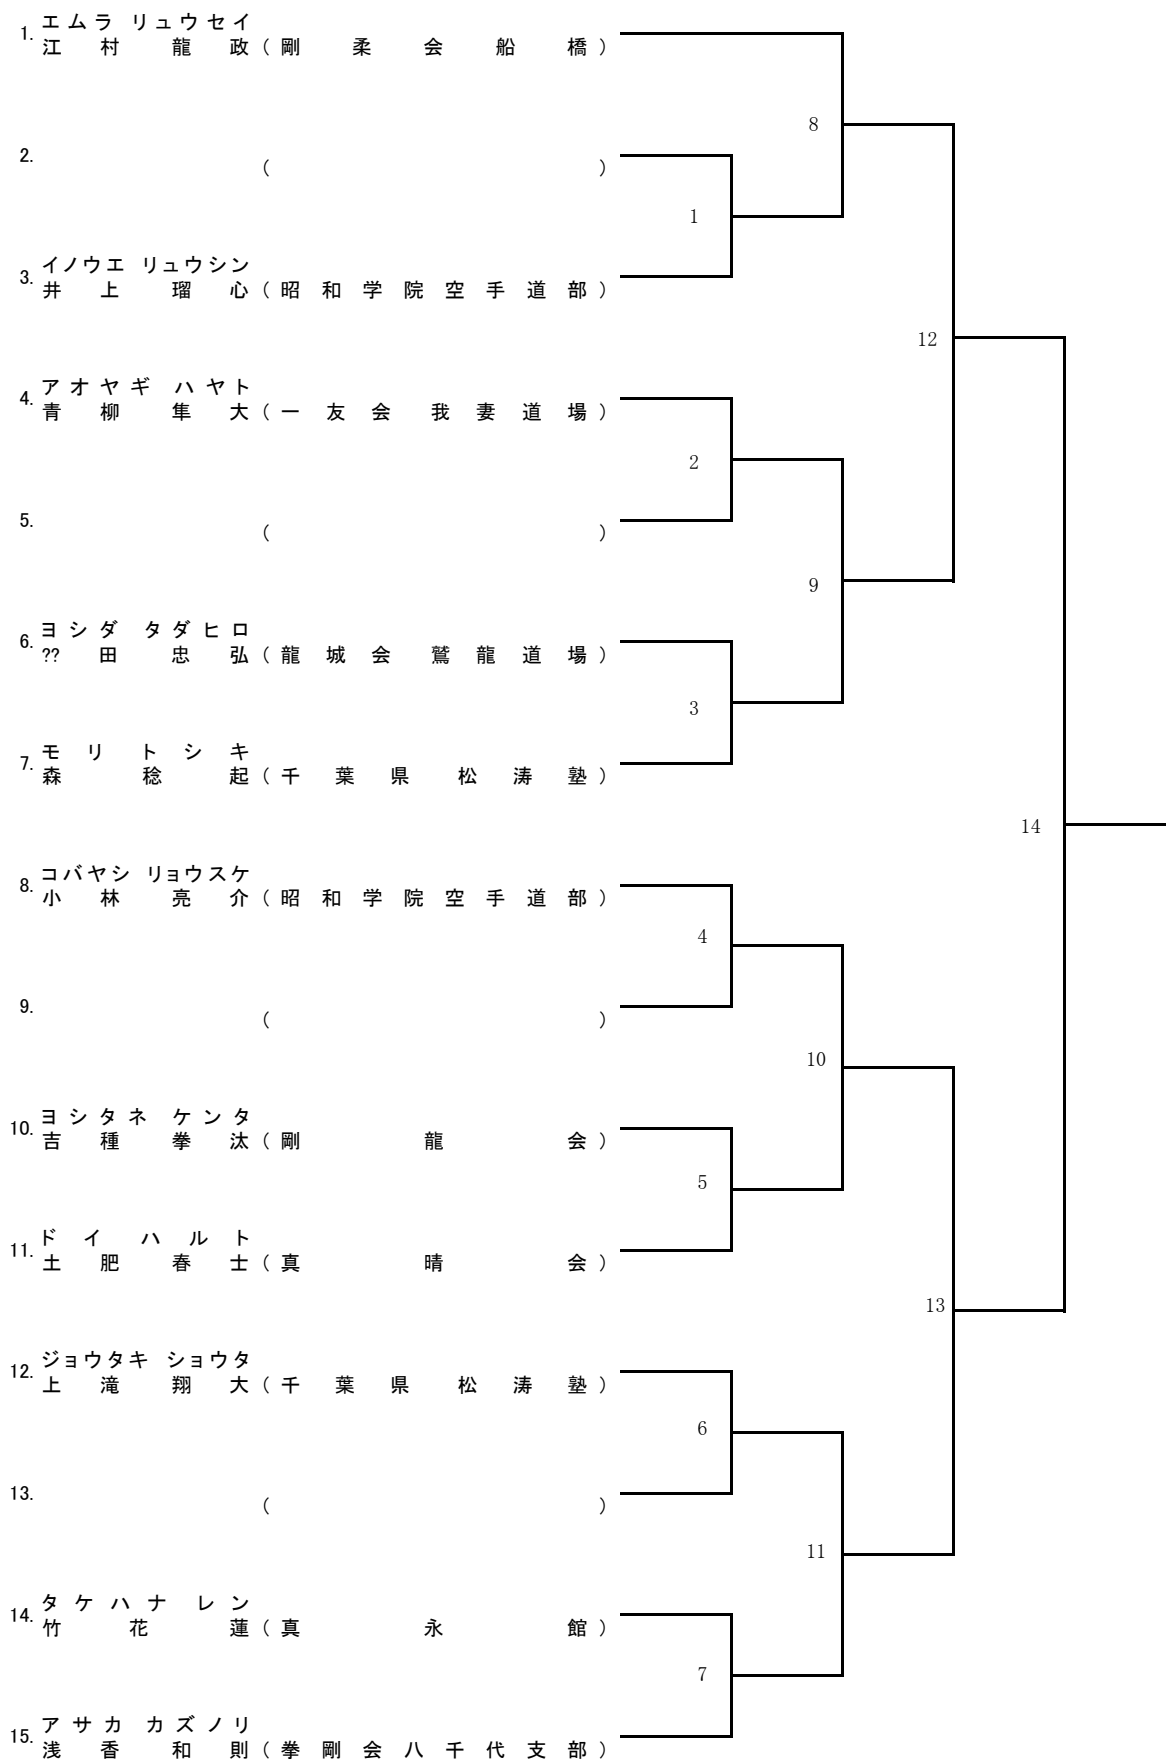 エムラ リュウセイ
1. 江村 龍政 (剛柔会船橋)
8
2. ( )
1
イノウエ リュウシン
3. 井上 瑠心 (昭和学院空手道部)
12
アオヤギ ハヤト
4. 青柳 隼大 (一友会 我妻道場)
2
5. ( )
9
ヨシダ タダヒロ
6. ??田 忠弘 (龍城会 鷲龍道場)
3
モリ トシキ
7. 森 稔起 (千葉県 松涛塾)
14
コバヤシ リョウスケ
8. 小林 亮介 (昭和学院空手道部)
4
9. ( )
10
ヨシタネ ケンタ
10. 吉種 拳汰 (剛龍会)
5
ドイ ハルト
11. 土肥 春士 (真晴会)
13
ジョウタキ ショウタ
12. 上滝 翔大 (千葉県 松涛塾)
6
13. ( )
11
タケハナ レン
14. 竹花 蓮 (真永館)
7
アサカ カズノリ
15. 浅香 和則 (拳剛会八千代支部)